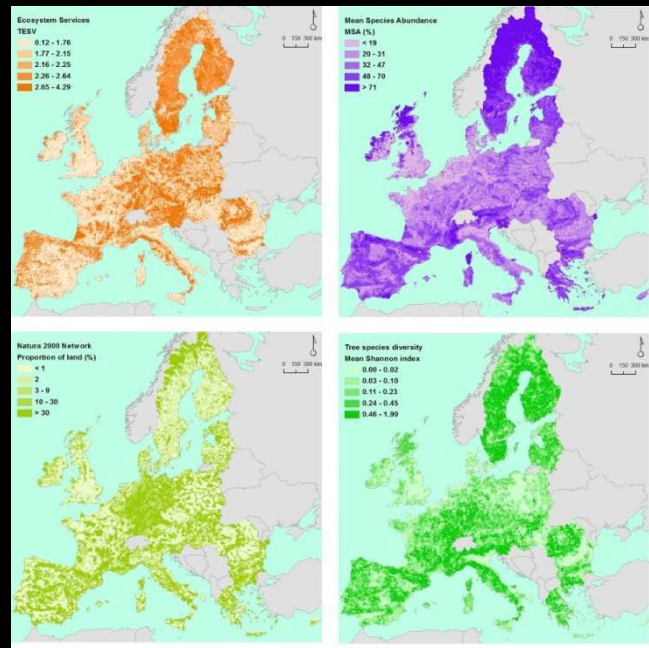 Ecosystem Services
TESV
0.12 - 1.76
1.77 - 2.15
2.16 - 2.25
2.26 - 2.64
2.65 - 4.29
0 150 300 km
Mean Species Abundance
MSA (%)
< 19
20 - 31
32 - 47
48 - 70
> 71
0 150 300 km
Natura 2000 Network
Proportion of land (%)
< 1
2
3 - 9
10 - 30
> 30
0 150 300 km
Tree species diversity
Mean Shannon index
0.00 - 0.02
0.03 - 0.10
0.11 - 0.23
0.24 - 0.45
0.46 - 1.90
0 150 300 km